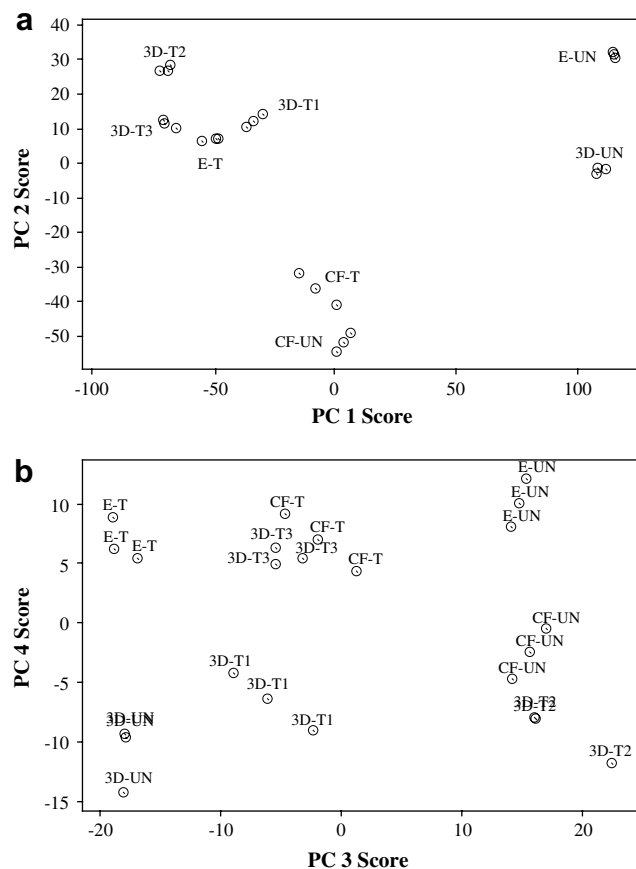 a
40
3D-T2
E-UN
30
20
3D-T1
10
3D-T3
0
E-T
3D-UN
-10
-20
-30
CF-T
-40
CF-UN
-50
-100
-50
0
50
100
PC 2 Score
PC 1 Score
b
E-UN
10
E-T
CF-T
E-UN
E-UN
E-T
E-T
3D-T3
CF-T
5
3D-T3
3D-T3
CF-T
0
CF-UN
CF-UN
CF-UN
3D-T1
-5
3D-T1
3D-T2
3D-T2
3D-UN
3D-UN
3D-T1
-10
3D-T2
3D-UN
-15
-20
-10
0
10
20
PC 4 Score
PC 3 Score